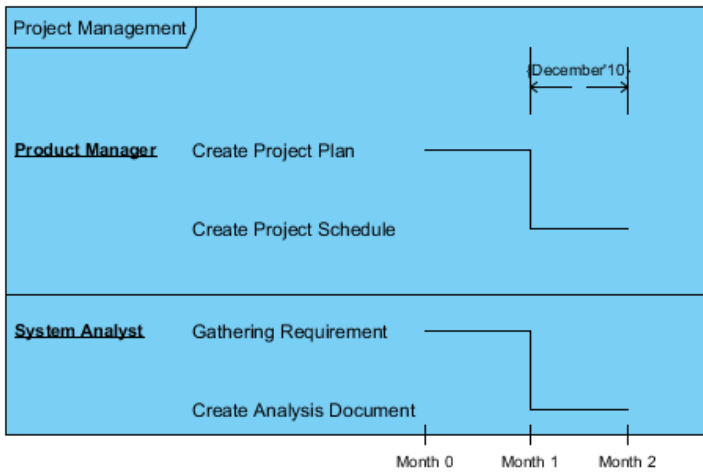 Project Management
{December'10}
Product Manager
Create Project Plan
Create Project Schedule
System Analyst
Gathering Requirement
Create Analysis Document
Month 0
Month 1
Month 2